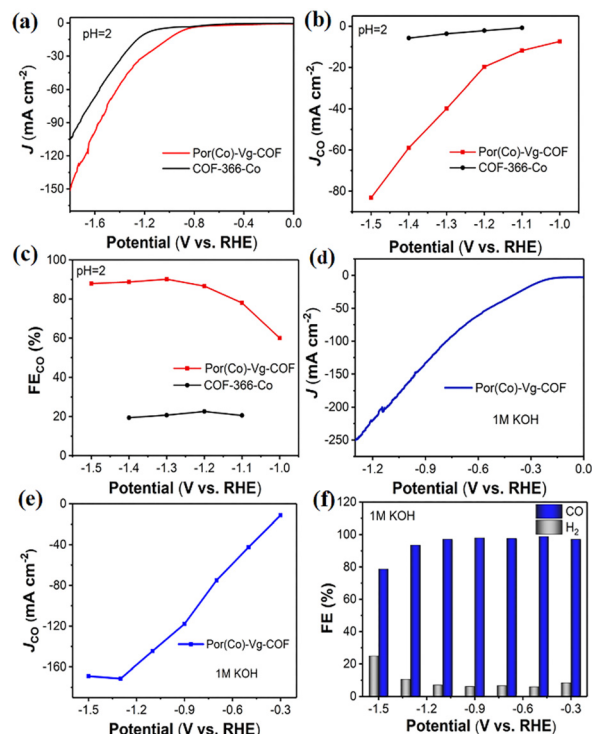 (a)
pH=2
J (mA cm⁻²)
0
-30
-60
-90
-120
-150
Por(Co)-Vg-COF
COF-366-Co
-1.6
-1.2
-0.8
-0.4
0.0
Potential (V vs. RHE)
(b)
pH=2
J_CO (mA cm⁻²)
0
-20
-40
-60
-80
Por(Co)-Vg-COF
COF-366-Co
-1.5
-1.4
-1.3
-1.2
-1.1
-1.0
Potential (V vs. RHE)
(c)
pH=2
FE_CO (%)
100
80
60
40
20
0
Por(Co)-Vg-COF
COF-366-Co
-1.5
-1.4
-1.3
-1.2
-1.1
-1.0
Potential (V vs. RHE)
(d)
J (mA cm⁻²)
0
-50
-100
-150
-200
-250
Por(Co)-Vg-COF
1M KOH
-1.2
-0.9
-0.6
-0.3
0.0
Potential (V vs. RHE)
(e)
J_CO (mA cm⁻²)
0
-40
-80
-120
-160
Por(Co)-Vg-COF
1M KOH
-1.5
-1.2
-0.9
-0.6
-0.3
Potential (V vs. RHE)
(f)
1M KOH
CO
H₂
FE (%)
120
100
80
60
40
20
0
-1.5
-1.2
-0.9
-0.6
-0.3
Potential (V vs. RHE)